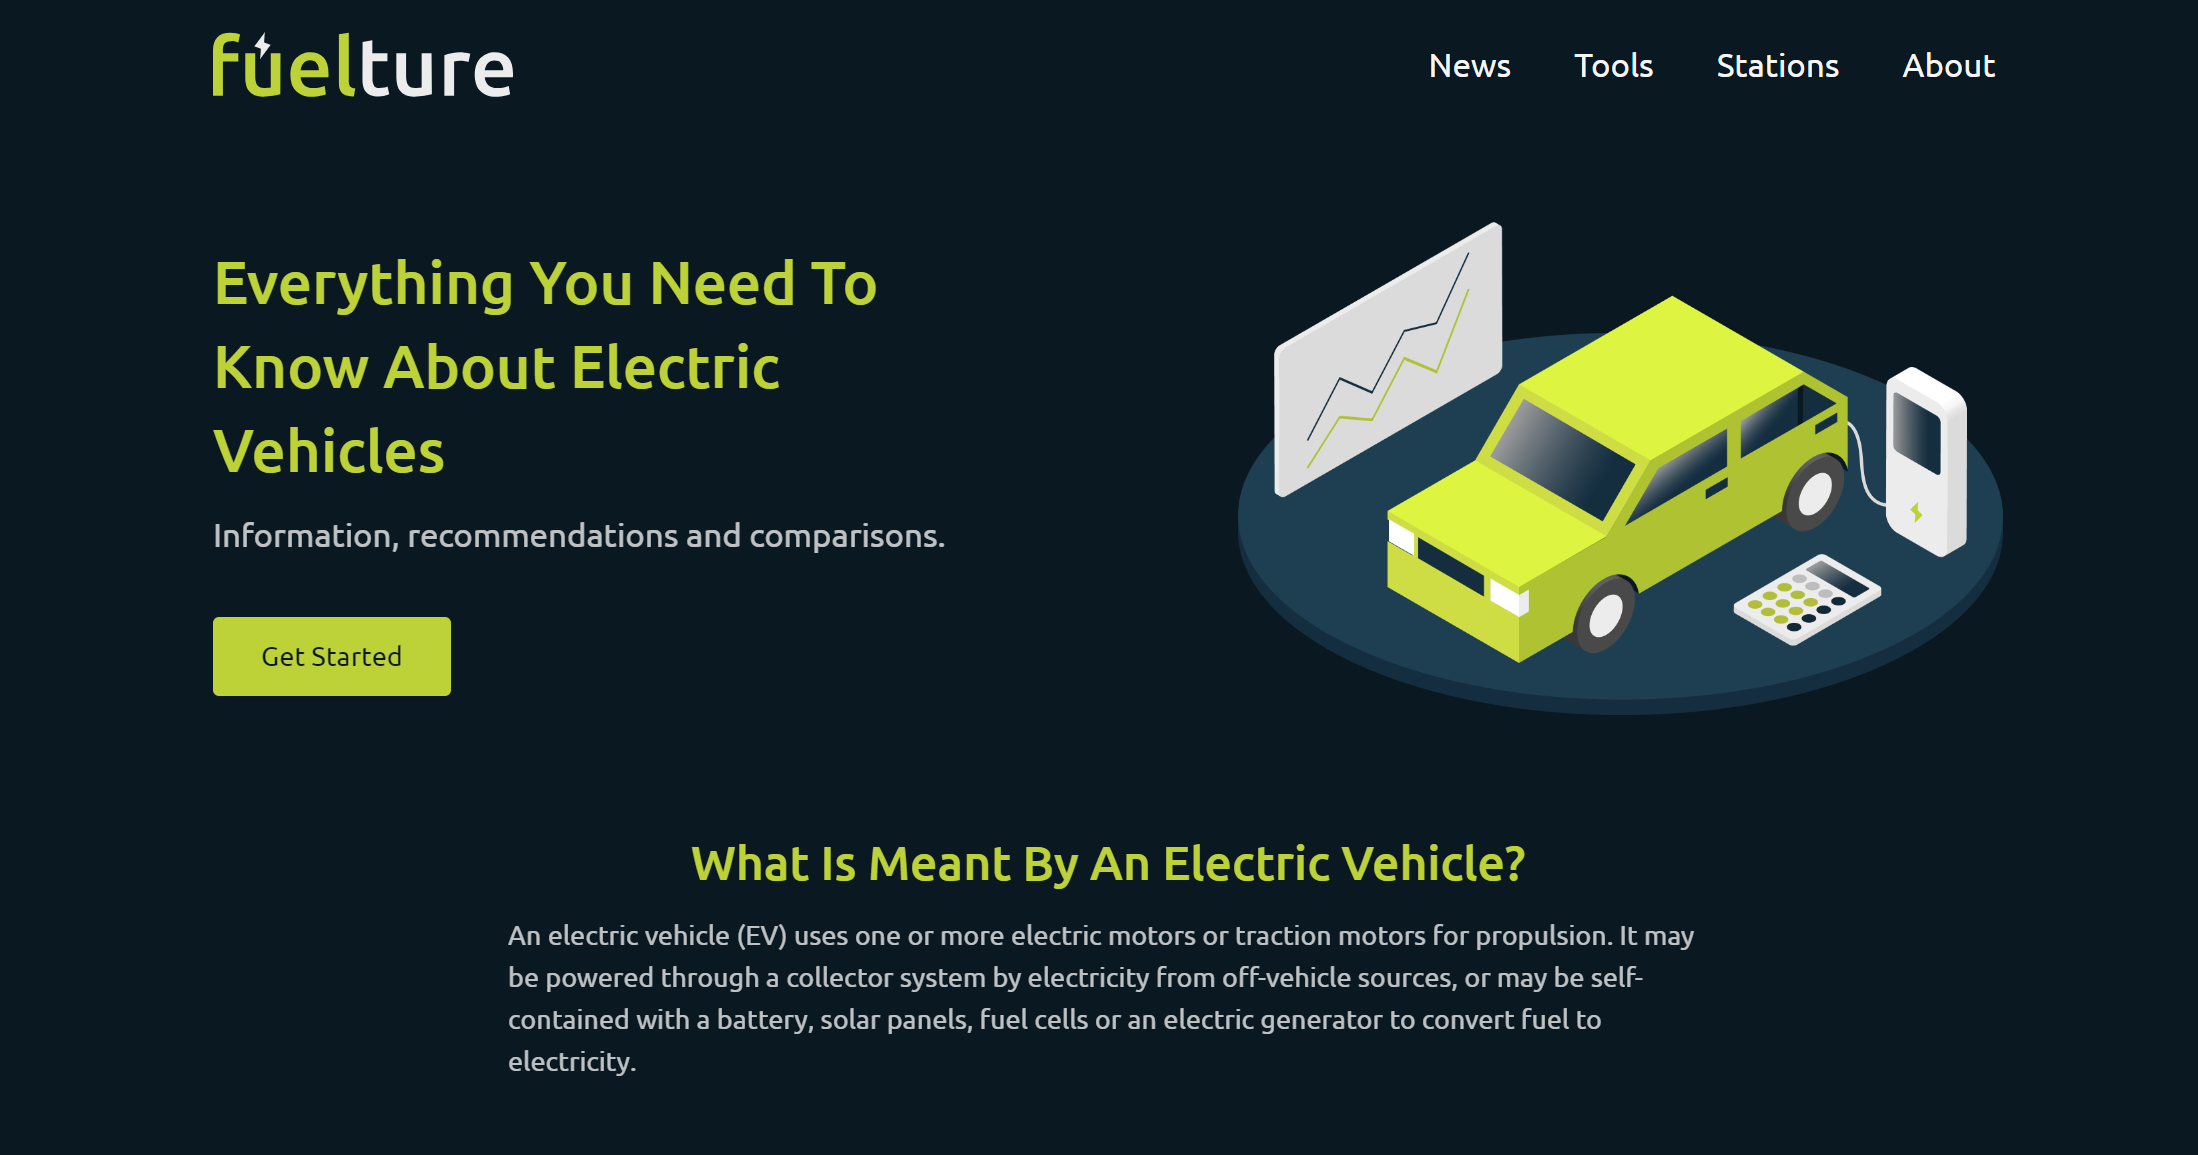 fuelture
News Tools Stations About
Everything You Need To
Know About Electric
Vehicles
Information, recommendations and comparisons.
Get Started
What Is Meant By An Electric Vehicle?
An electric vehicle (EV) uses one or more electric motors or traction motors for propulsion. It may
be powered through a collector system by electricity from off-vehicle sources, or may be self-
contained with a battery, solar panels, fuel cells or an electric generator to convert fuel to
electricity.